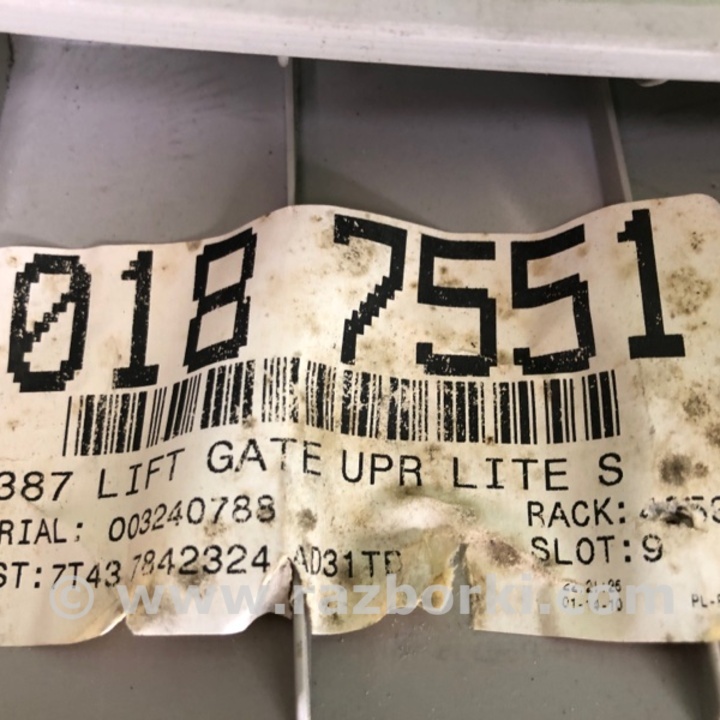 018 7551
387 LIFT GATE UPR LITE S
RIAL: 003240788
RACK:
ST:7T43 7842324 AD31TB
SLOT:9
© www.razborki.com